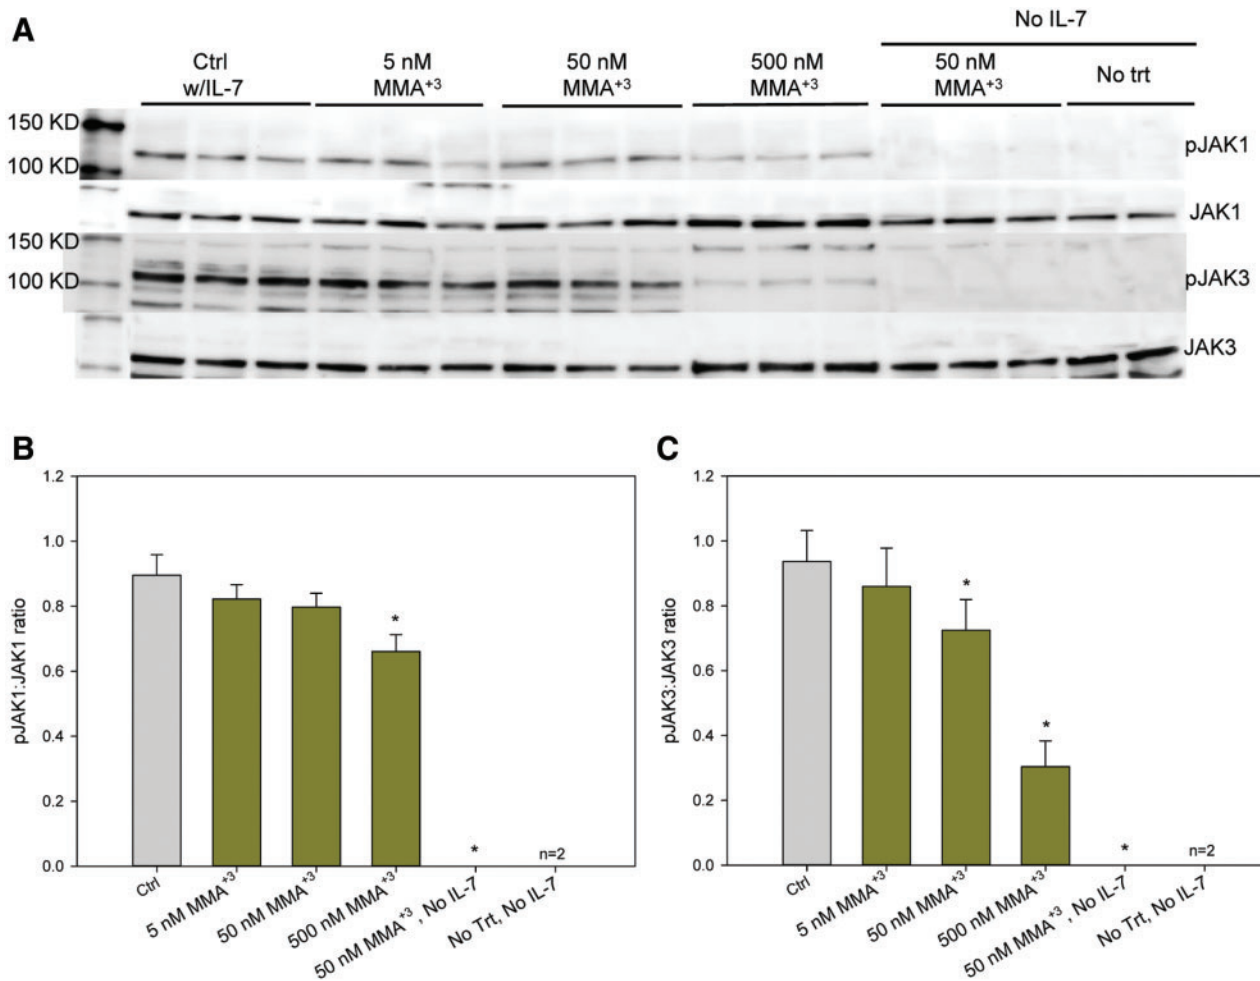 A
No IL-7
Ctrl
w/IL-7
5 nM
MMA+3
50 nM
MMA+3
500 nM
MMA+3
50 nM
MMA+3
No trt
150 KD
100 KD
pJAK1
JAK1
150 KD
100 KD
pJAK3
JAK3
B
pJAK1:JAK1 ratio
1.2
1.0
0.8
0.6
0.4
0.2
0.0
*
*
n=2
Ctrl
5 nM MMA+3
50 nM MMA+3
500 nM MMA+3
50 nM MMA+3, No IL-7
No Trt, No IL-7
C
pJAK3:JAK3 ratio
1.2
1.0
0.8
0.6
0.4
0.2
0.0
*
*
*
n=2
Ctrl
5 nM MMA+3
50 nM MMA+3
500 nM MMA+3
50 nM MMA+3, No IL-7
No Trt, No IL-7